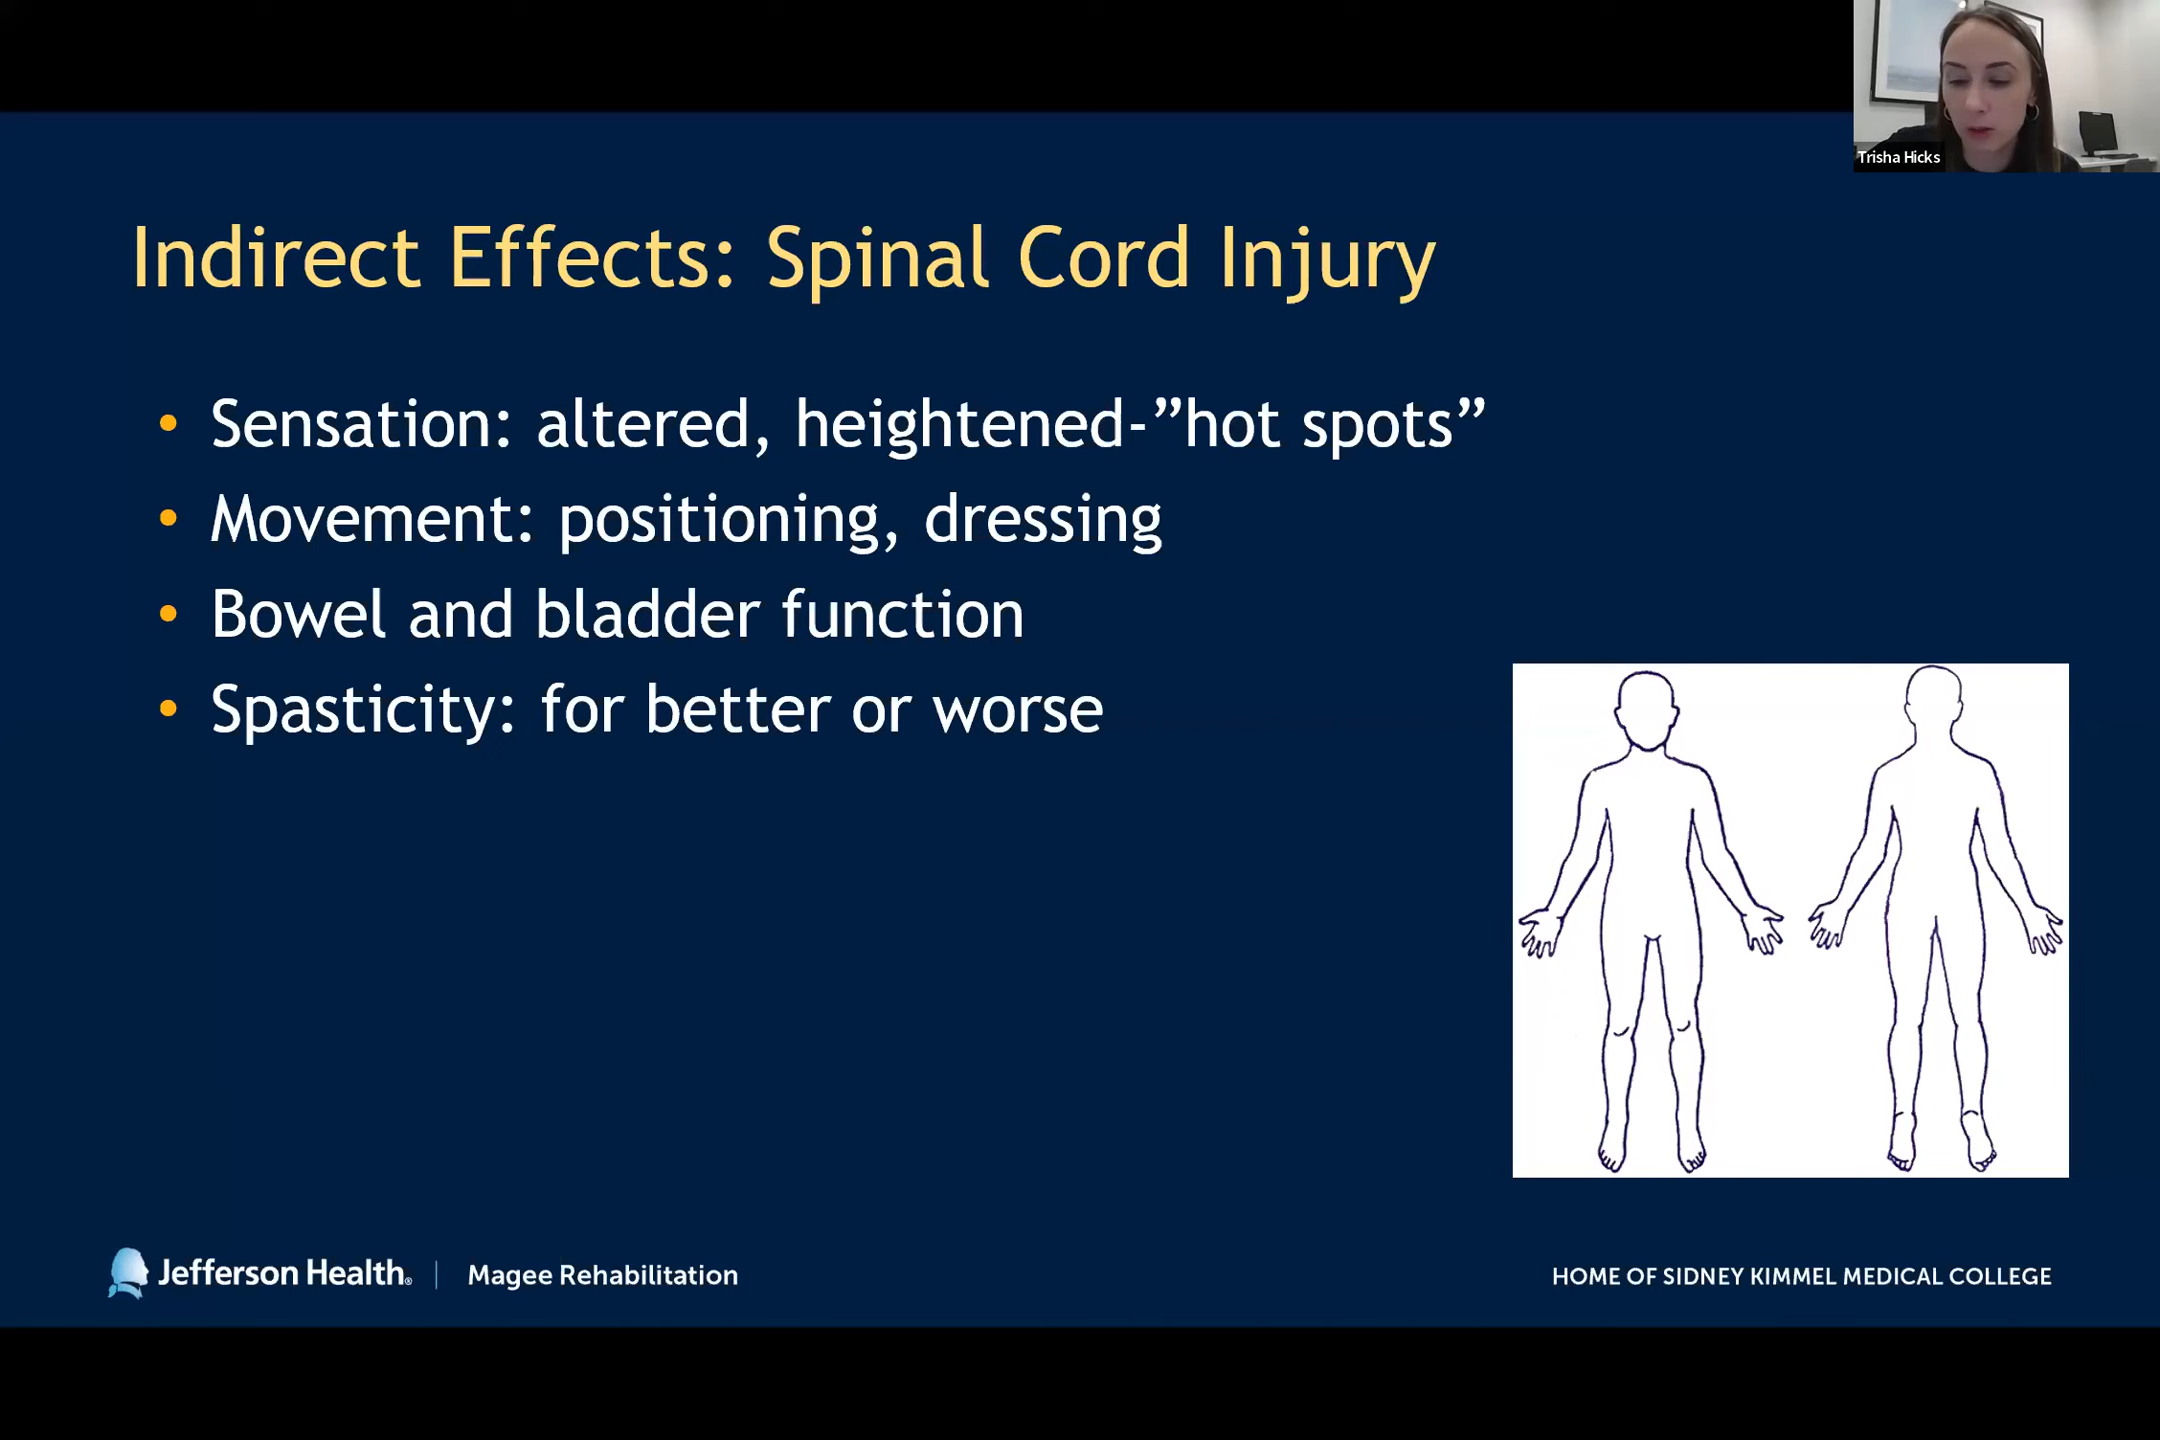 Trisha Hicks
Indirect Effects: Spinal Cord Injury
• Sensation: altered, heightened-”hot spots”
• Movement: positioning, dressing
• Bowel and bladder function
• Spasticity: for better or worse
Jefferson Health® | Magee Rehabilitation
HOME OF SIDNEY KIMMEL MEDICAL COLLEGE